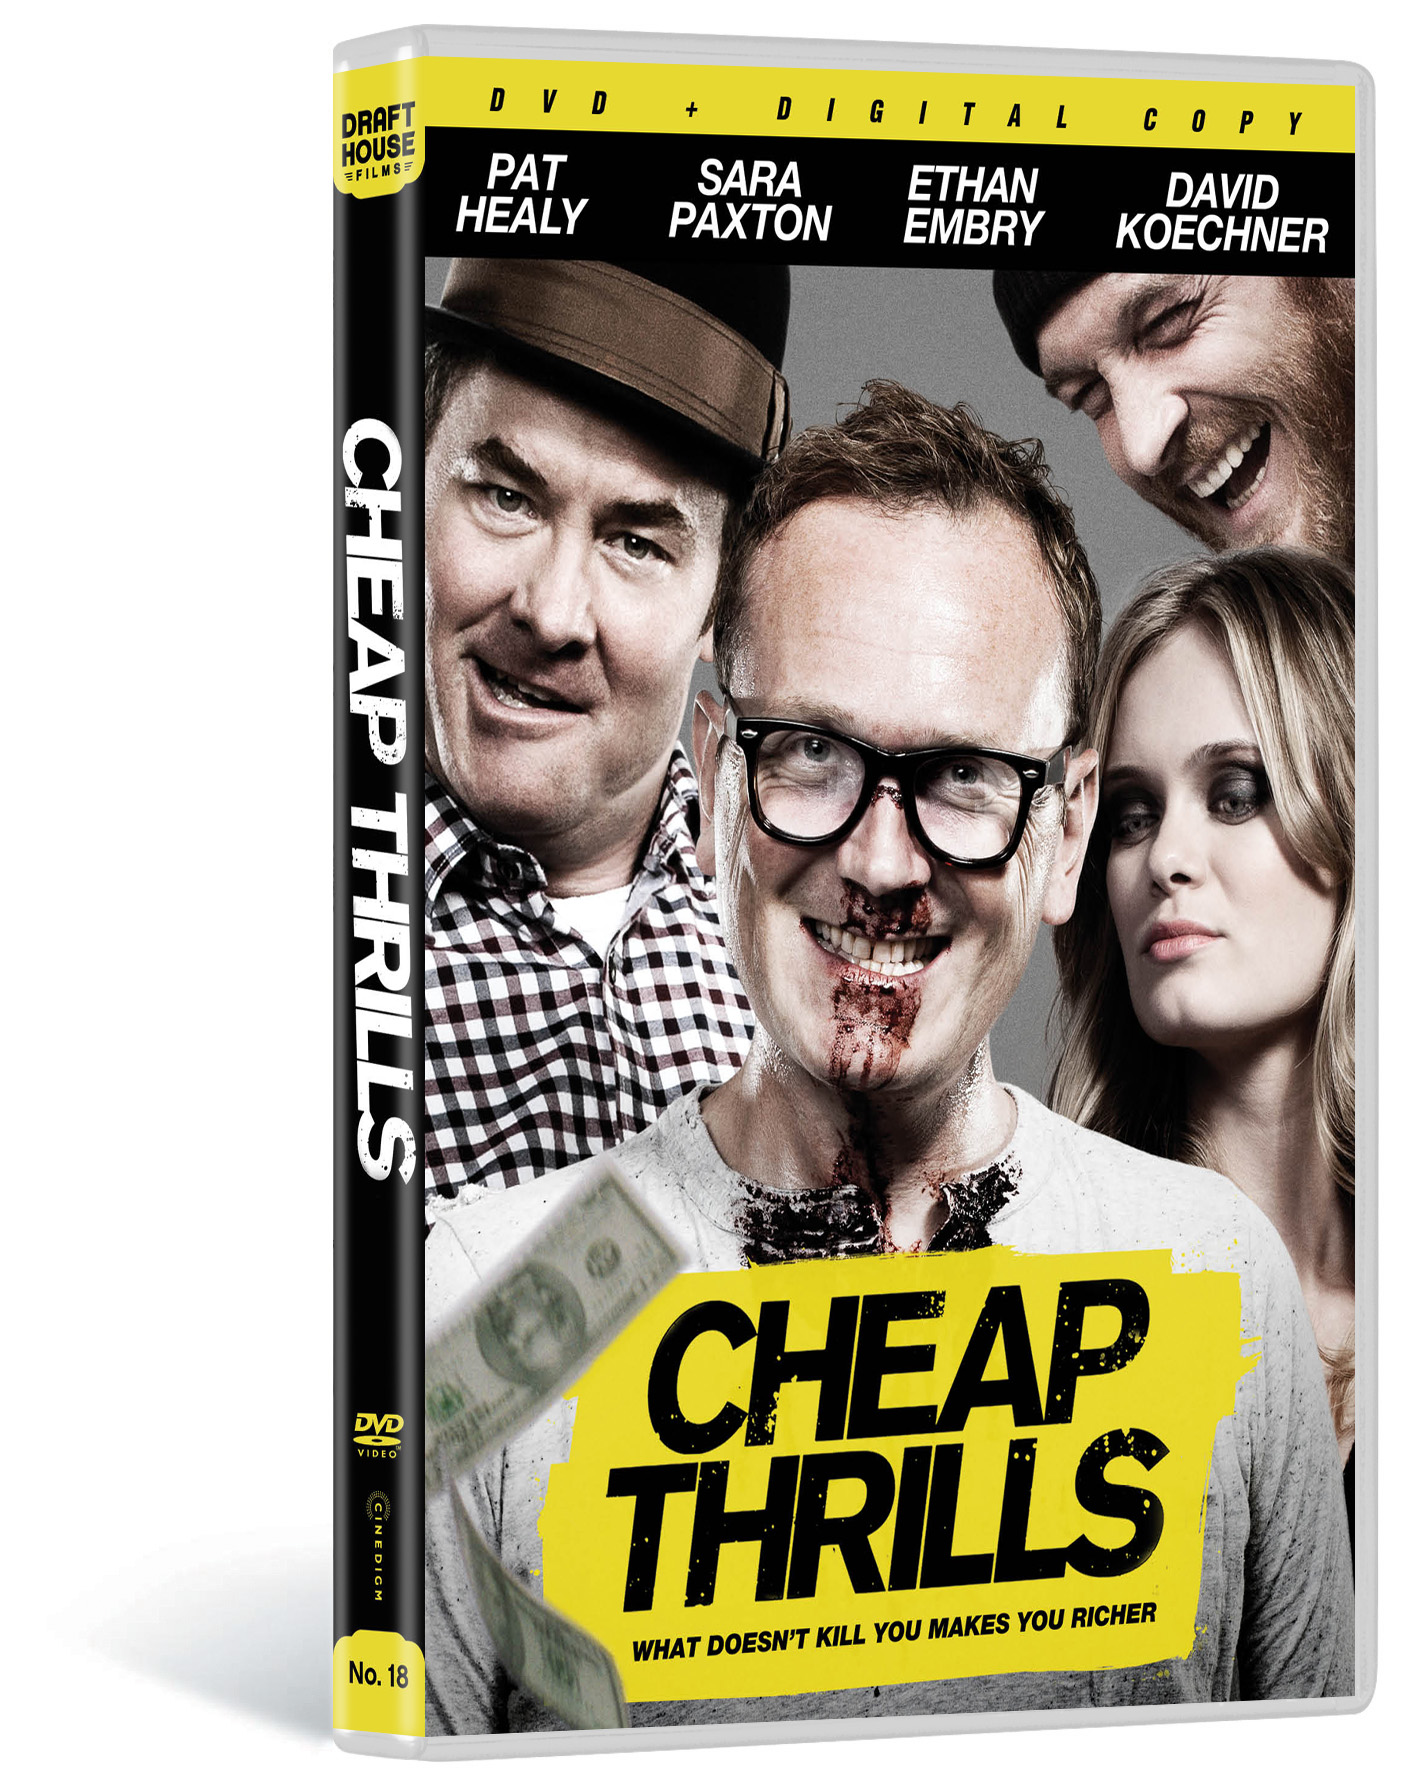 DRAFT
HOUSE
FILMS
CHEAP THRILLS
DVD
VIDEO
CINEDIGM
No. 18
DVD + DIGITAL COPY
PAT
HEALY
SARA
PAXTON
ETHAN
EMBRY
DAVID
KOECHNER
CHEAP
THRILLS
WHAT DOESN'T KILL YOU MAKES YOU RICHER